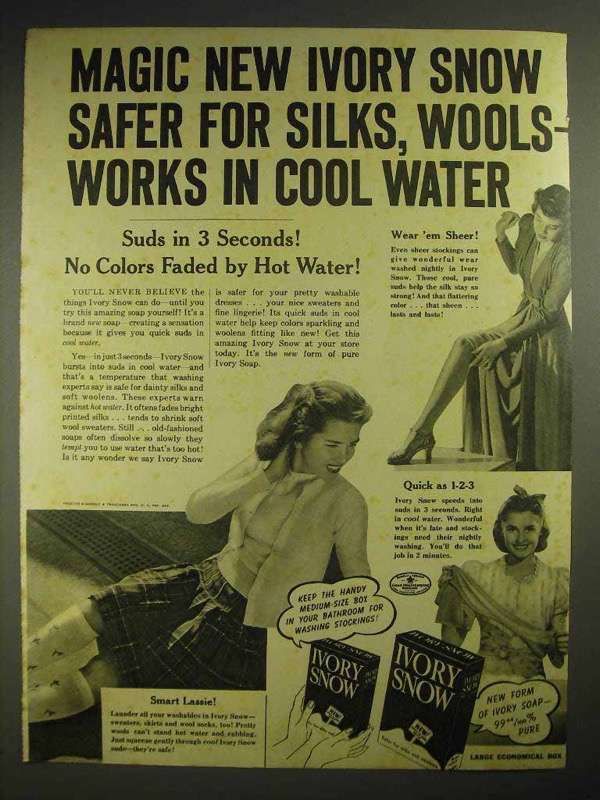 MAGIC NEW IVORY SNOW
SAFER FOR SILKS, WOOLS—
WORKS IN COOL WATER
Suds in 3 Seconds!
No Colors Faded by Hot Water!
YOU'LL NEVER BELIEVE the
things Ivory Snow can do—until you
try this amazing soap yourself! It's a
brand new soap—creating a sensation
because it gives you quick suds in
cool water.
Yes—in just 3 seconds—Ivory Snow
bursts into suds in cool water—and
that's a temperature that washing
experts say is safe for dainty silks and
soft woolens. These experts warn
against hot water. It often fades bright
printed silks . . . tends to shrink soft
wool sweaters. Still . . . old-fashioned
soaps often dissolve so slowly they
tempt you to use water that's too hot!
Is it any wonder we say Ivory Snow
is safer for your pretty washable
dresses . . . your nice sweaters and
fine lingerie! Its quick suds in cool
water help keep colors sparkling and
woolens fitting like new! Get this
amazing Ivory Snow at your store
today. It's the new form of pure
Ivory Soap.
Wear 'em Sheer!
Even sheer stockings can
give wonderful wear
washed nightly in Ivory
Snow. Those cool, pure
suds help the silk stay so
strong! And that flattering
color . . . that sheen . . .
lasts and lasts!
Quick as 1-2-3
Ivory Snow speeds into
suds in 3 seconds. Right
in cool water. Wonderful
when it's late and stock-
ings need their nightly
washing. You'll do that
job in 2 minutes.
KEEP THE HANDY
MEDIUM-SIZE BOX
IN YOUR BATHROOM FOR
WASHING STOCKINGS!
IVORY
SNOW
NEW!
IVORY
SNOW
NEW!
NEW FORM
OF IVORY SOAP—
99 44/100 %
PURE
LARGE ECONOMICAL BOX
Smart Lassie!
Launder all your washables in Ivory Snow—
sweaters, skirts and wool socks, too! Pretty
wools can't stand hot water and rubbing.
Just squeeze gently through cool Ivory Snow
suds—they're safe!